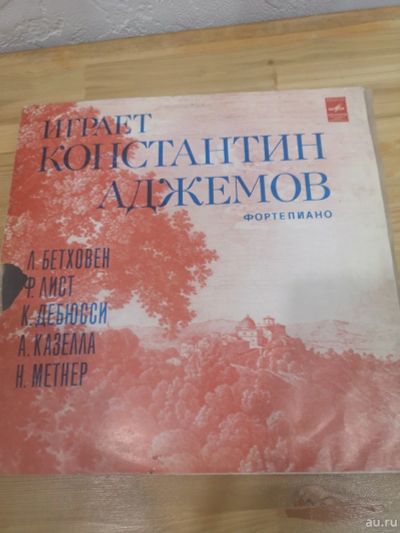 ИГРАЕТ
КОНСТАНТИН
АДЖЕМОВ
ФОРТЕПИАНО
Л. БЕТХОВЕН
Ф. ЛИСТ
К. ДЕБЮССИ
А. КАЗЕЛЛА
Н. МЕТНЕР
au.ru